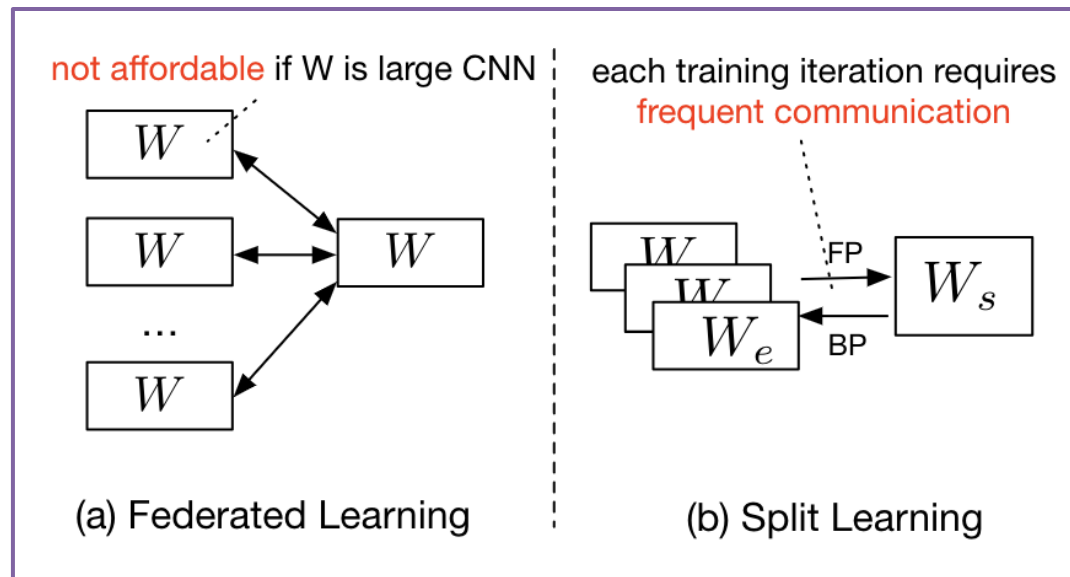 not affordable if W is large CNN
W
W
...
W
W
(a) Federated Learning
each training iteration requires
frequent communication
W
W
W_e
FP
BP
W_s
(b) Split Learning